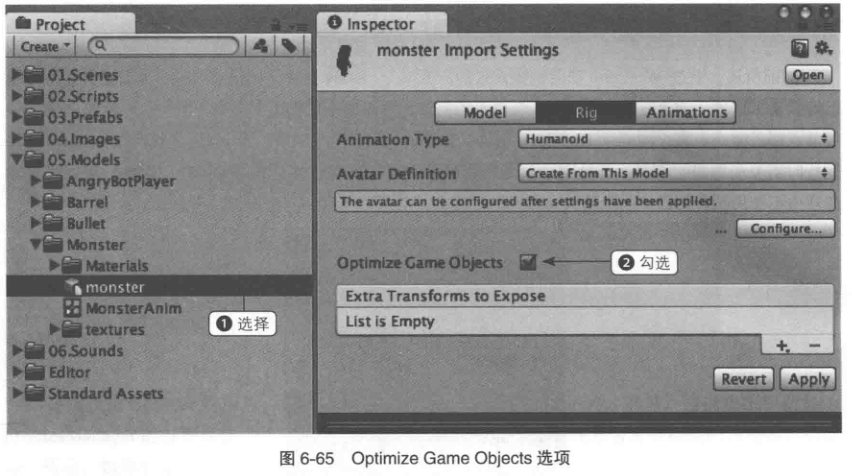 Project
Create
01.Scenes
02.Scripts
03.Prefabs
04.Images
05.Models
AngryBotPlayer
Barrel
Bullet
Monster
Materials
monster
MonsterAnim
textures
06.Sounds
Editor
Standard Assets
❶ 选择
Inspector
monster Import Settings
Open
Model Rig Animations
Animation Type Humanoid
Avatar Definition Create From This Model
The avatar can be configured after settings have been applied.
... Configure...
Optimize Game Objects ❷ 勾选
Extra Transforms to Expose
List is Empty
+ −
Revert Apply
图 6-65 Optimize Game Objects 选项